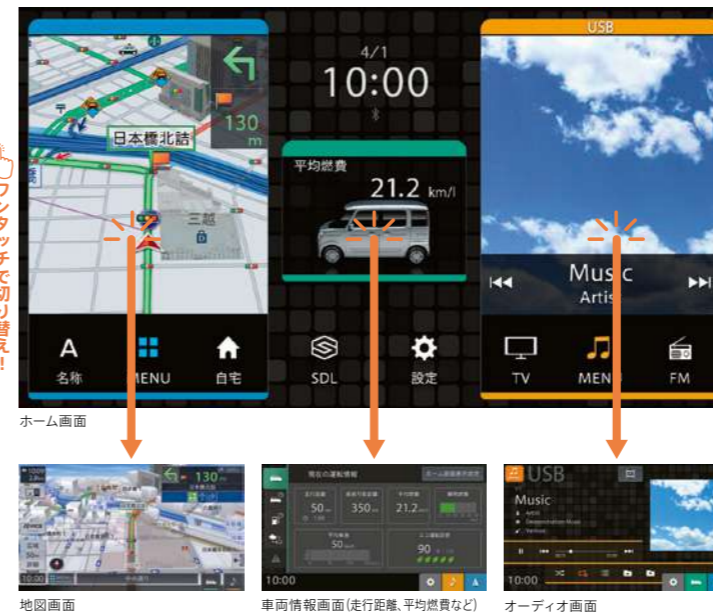 ワンタッチで切り替え!
日本橋北詰
130
m
三越
A
名称
MENU
自宅
4/1
10:00
平均燃費
21.2 km/l
SDL
設定
USB
Music
Artist
TV
MENU
FM
ホーム画面
130
10:00
地図画面
現在の運転情報
50
350
21.2
50
90
10:00
車両情報画面(走行距離、平均燃費など)
USB
Music
10:00
オーディオ画面